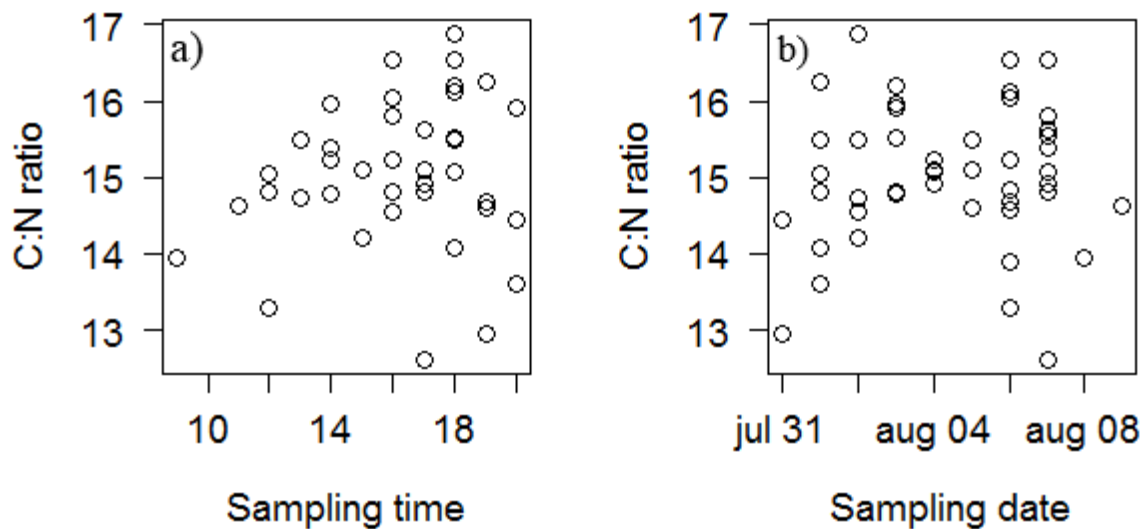 a)
C:N ratio
17
16
15
14
13
10 14 18
Sampling time
b)
C:N ratio
17
16
15
14
13
jul 31 aug 04 aug 08
Sampling date